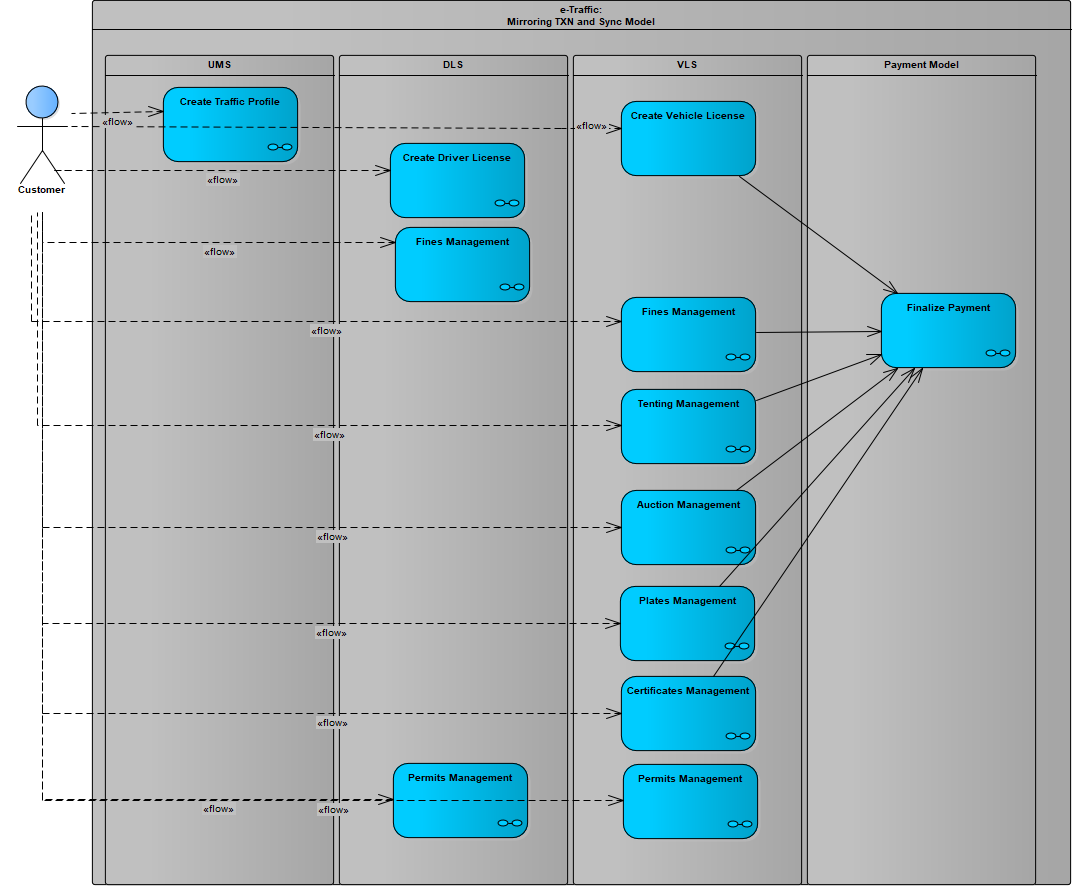 e-Traffic:
Mirroring TXN and Sync Model
UMS
DLS
VLS
Payment Model
Create Traffic Profile
Create Vehicle License
«flow»
«flow»
Create Driver License
«flow»
Customer
Fines Management
«flow»
Fines Management
Finalize Payment
«flow»
Tenting Management
«flow»
Auction Management
«flow»
Plates Management
«flow»
Certificates Management
«flow»
Permits Management
Permits Management
«flow»
«flow»